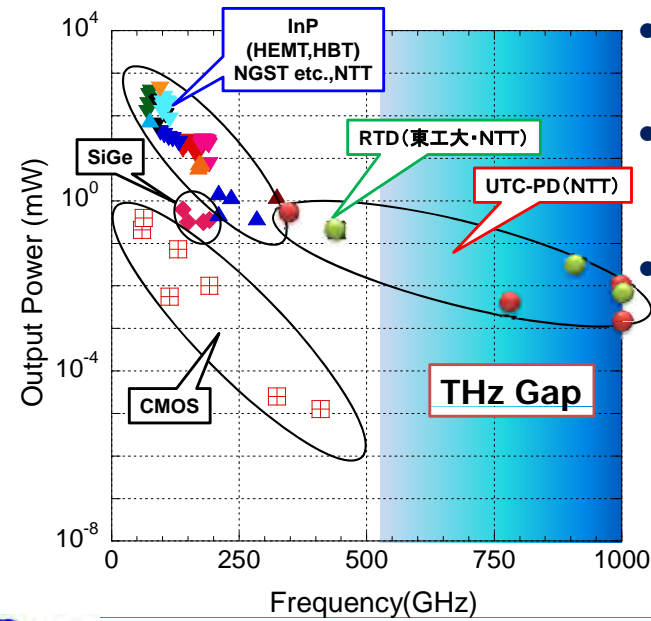 InP
(HEMT,HBT)
NGST etc.,NTT
SiGe
RTD(東工大・NTT)
UTC-PD(NTT)
CMOS
THz Gap
Output Power (mW)
10^4
10^0
10^-4
10^-8
0
250
500
750
1000
Frequency(GHz)